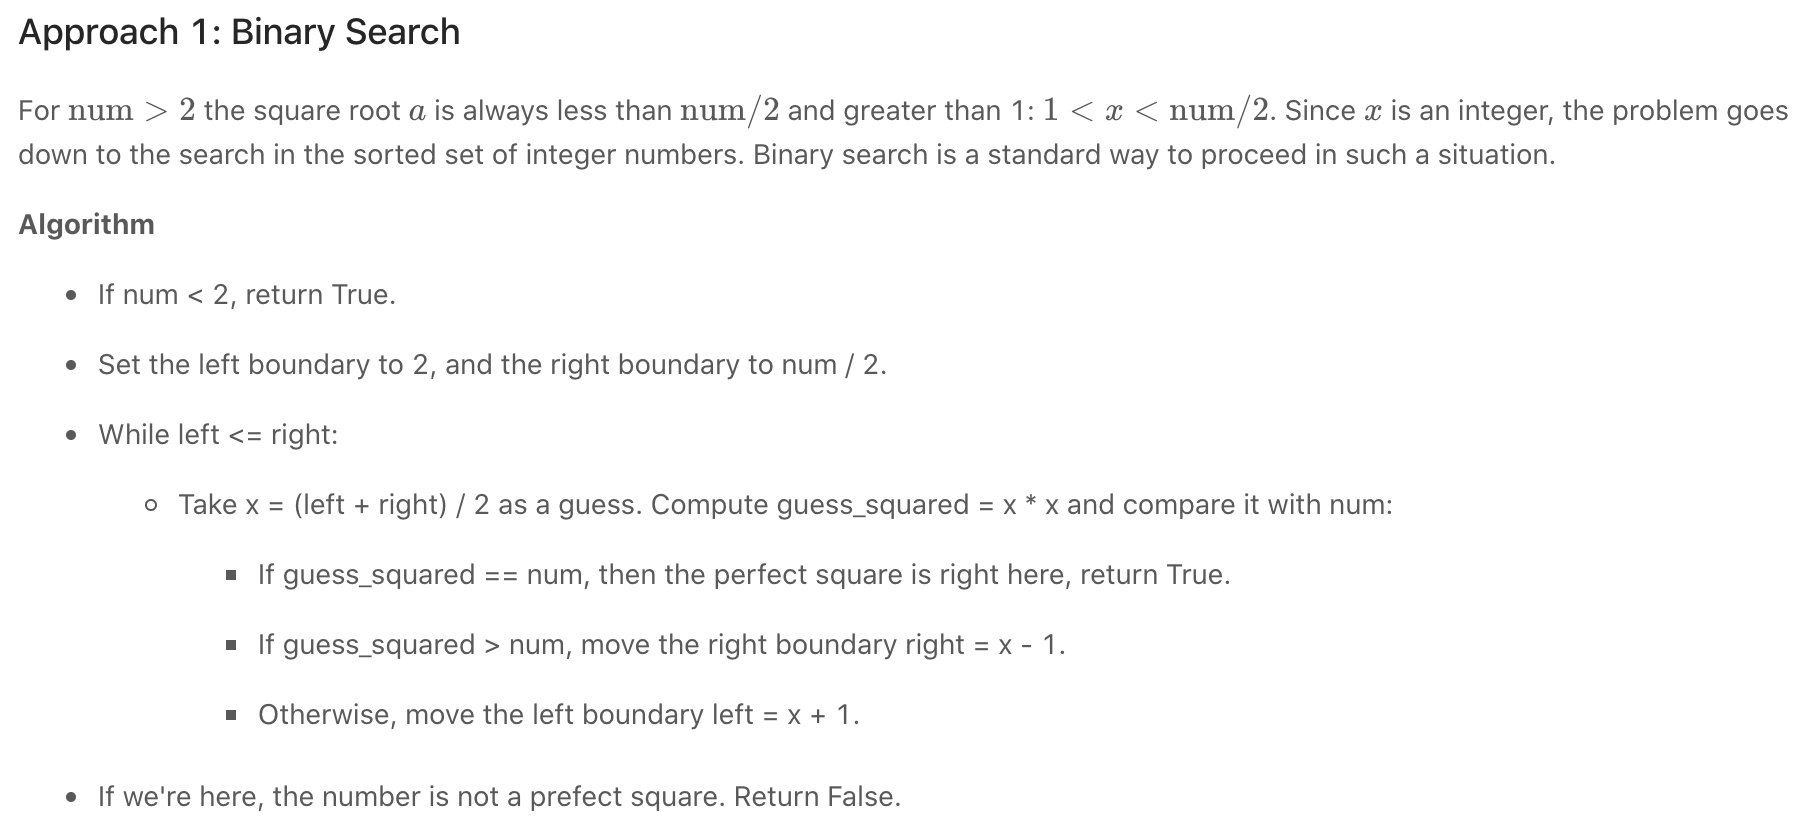 Approach 1: Binary Search
For num > 2 the square root a is always less than num/2 and greater than 1: 1 < x < num/2. Since x is an integer, the problem goes
down to the search in the sorted set of integer numbers. Binary search is a standard way to proceed in such a situation.
Algorithm
• If num < 2, return True.
• Set the left boundary to 2, and the right boundary to num / 2.
• While left <= right:
◦ Take x = (left + right) / 2 as a guess. Compute guess_squared = x * x and compare it with num:
▪ If guess_squared == num, then the perfect square is right here, return True.
▪ If guess_squared > num, move the right boundary right = x - 1.
▪ Otherwise, move the left boundary left = x + 1.
• If we're here, the number is not a prefect square. Return False.